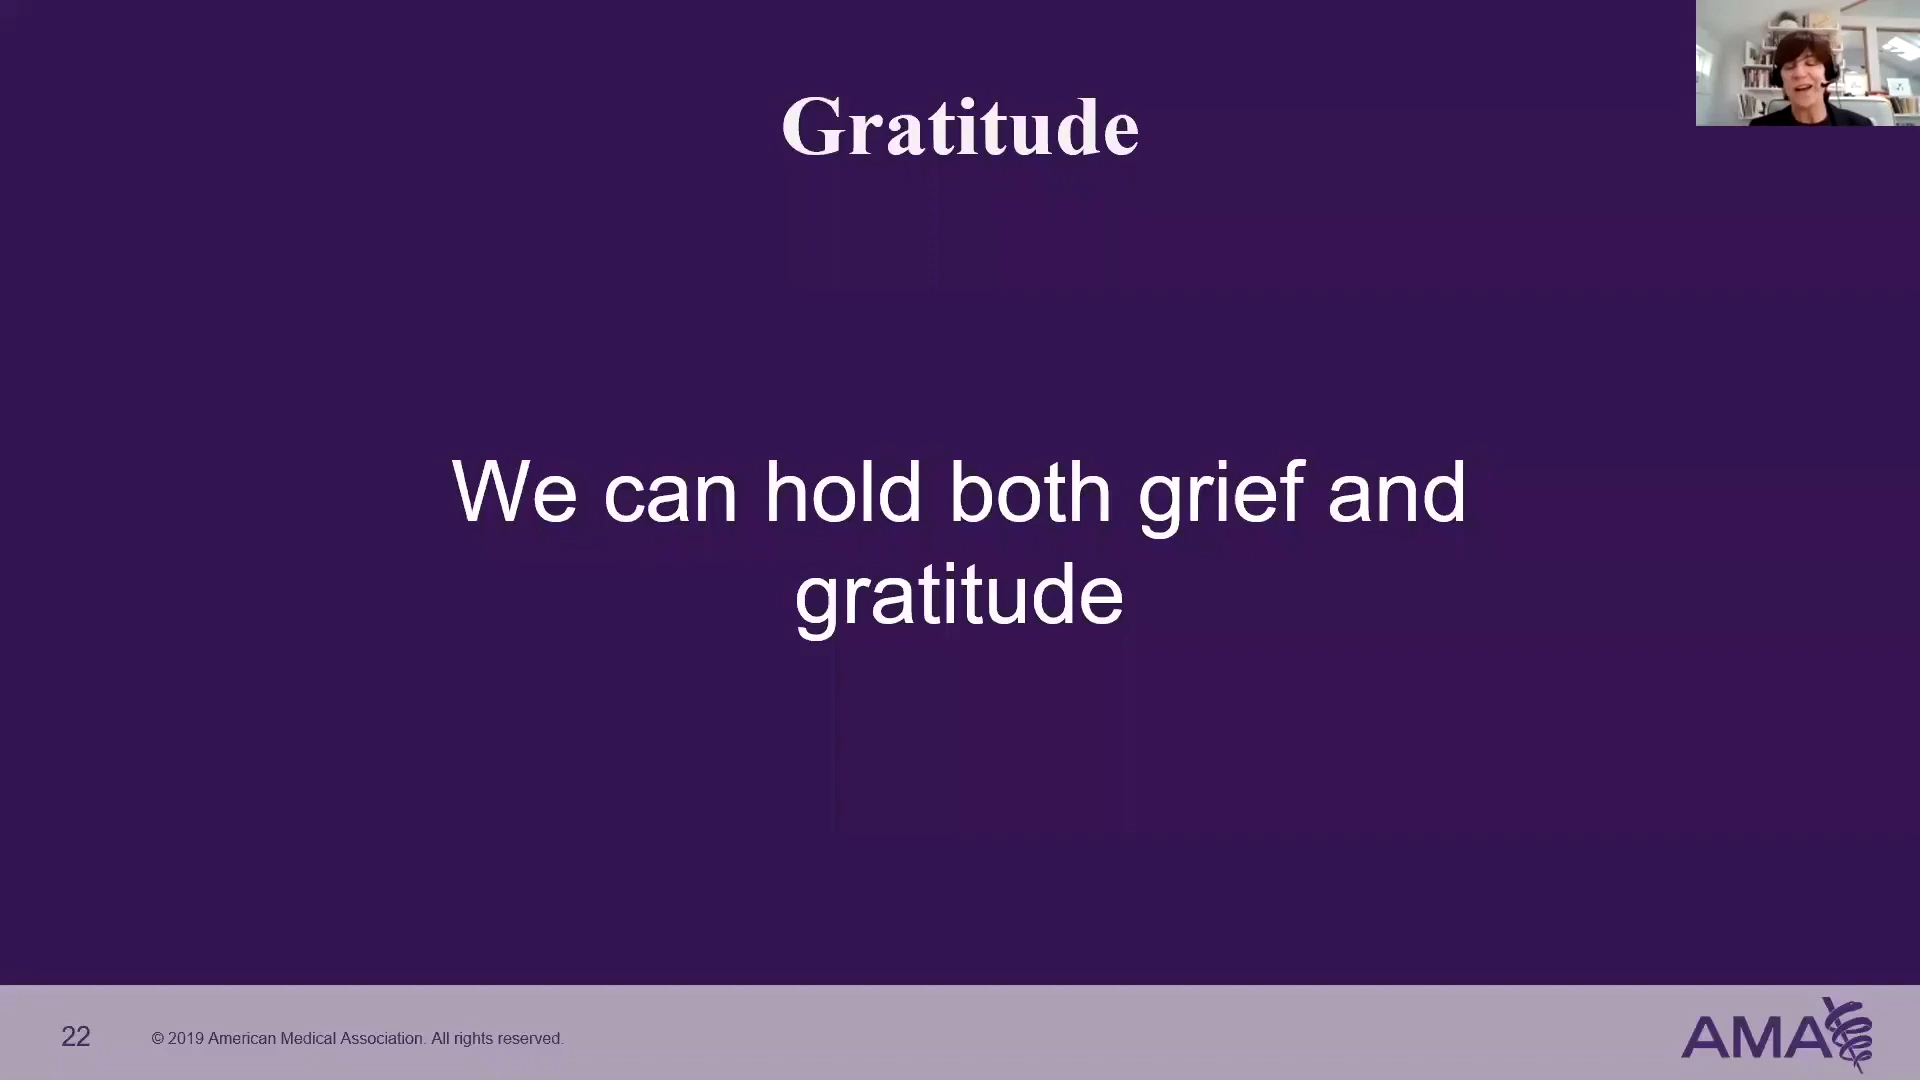 Gratitude
We can hold both grief and
gratitude
22
© 2019 American Medical Association. All rights reserved.
AMA